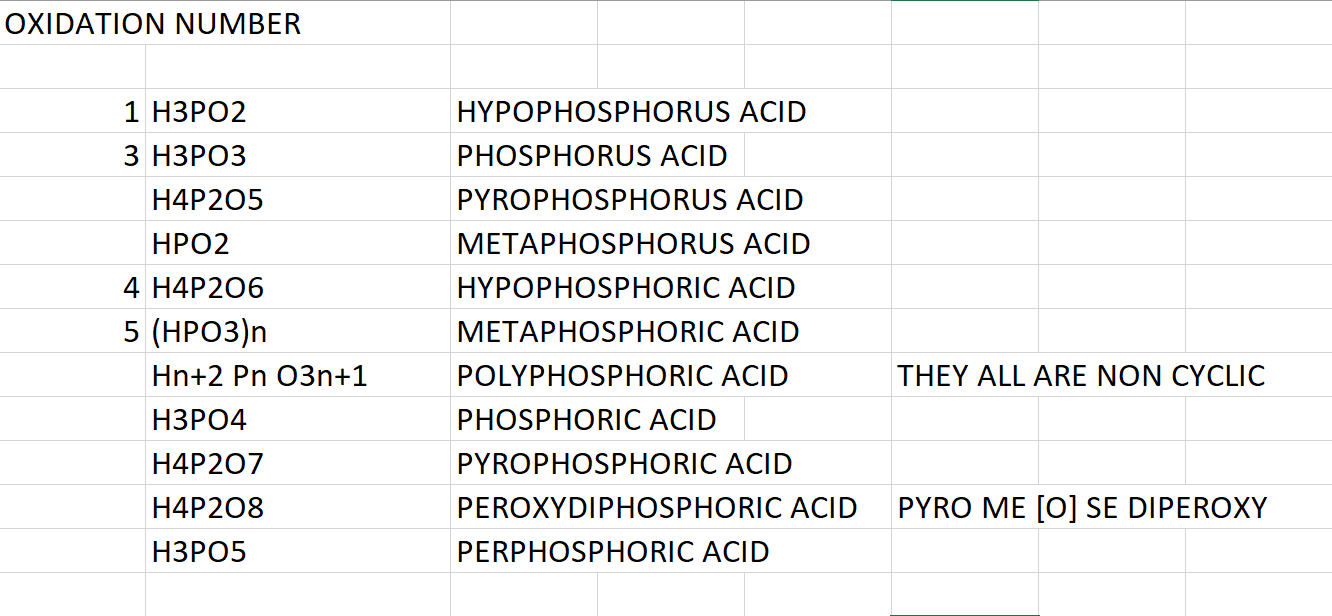 OXIDATION NUMBER
1 H3PO2 HYPOPHOSPHORUS ACID
3 H3PO3 PHOSPHORUS ACID
H4P2O5 PYROPHOSPHORUS ACID
HPO2 METAPHOSPHORUS ACID
4 H4P2O6 HYPOPHOSPHORIC ACID
5 (HPO3)n METAPHOSPHORIC ACID
Hn+2 Pn O3n+1 POLYPHOSPHORIC ACID THEY ALL ARE NON CYCLIC
H3PO4 PHOSPHORIC ACID
H4P2O7 PYROPHOSPHORIC ACID
H4P2O8 PEROXYDIPHOSPHORIC ACID PYRO ME [O] SE DIPEROXY
H3PO5 PERPHOSPHORIC ACID